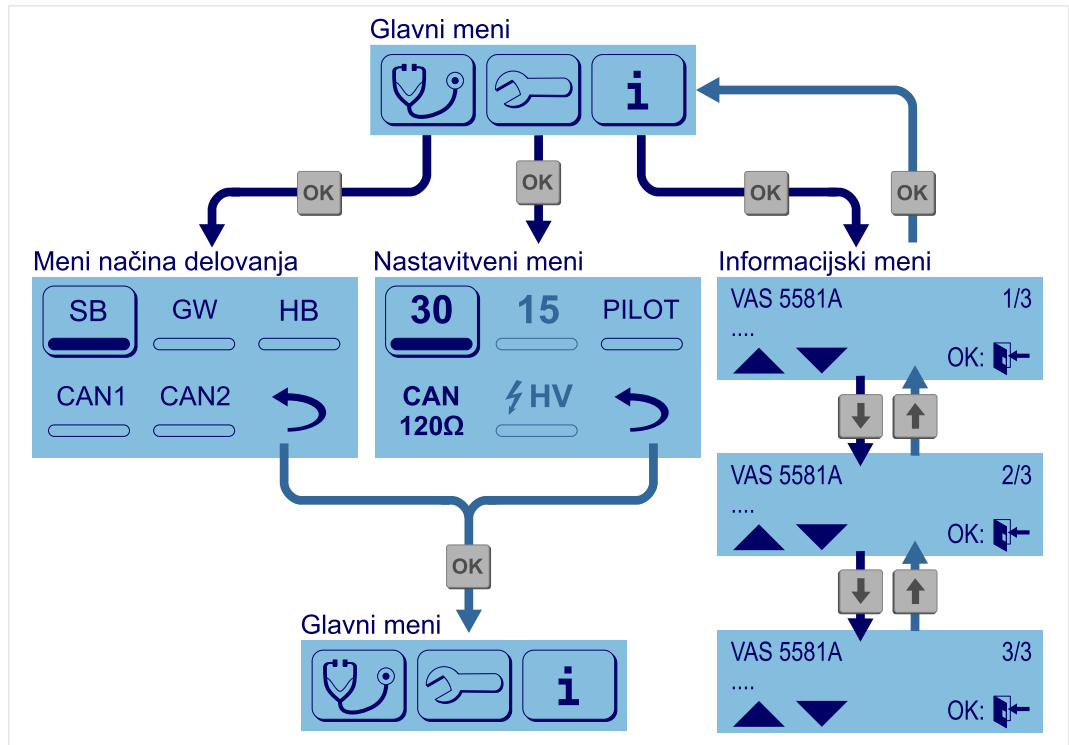 Glavni meni
i
OK
OK
OK
OK
Meni načina delovanja
SB GW HB
CAN1 CAN2
Nastavitveni meni
30 15 PILOT
CAN HV
120Ω
Informacijski meni
VAS 5581A 1/3
....
OK:
VAS 5581A 2/3
....
OK:
VAS 5581A 3/3
....
OK:
OK
Glavni meni
i